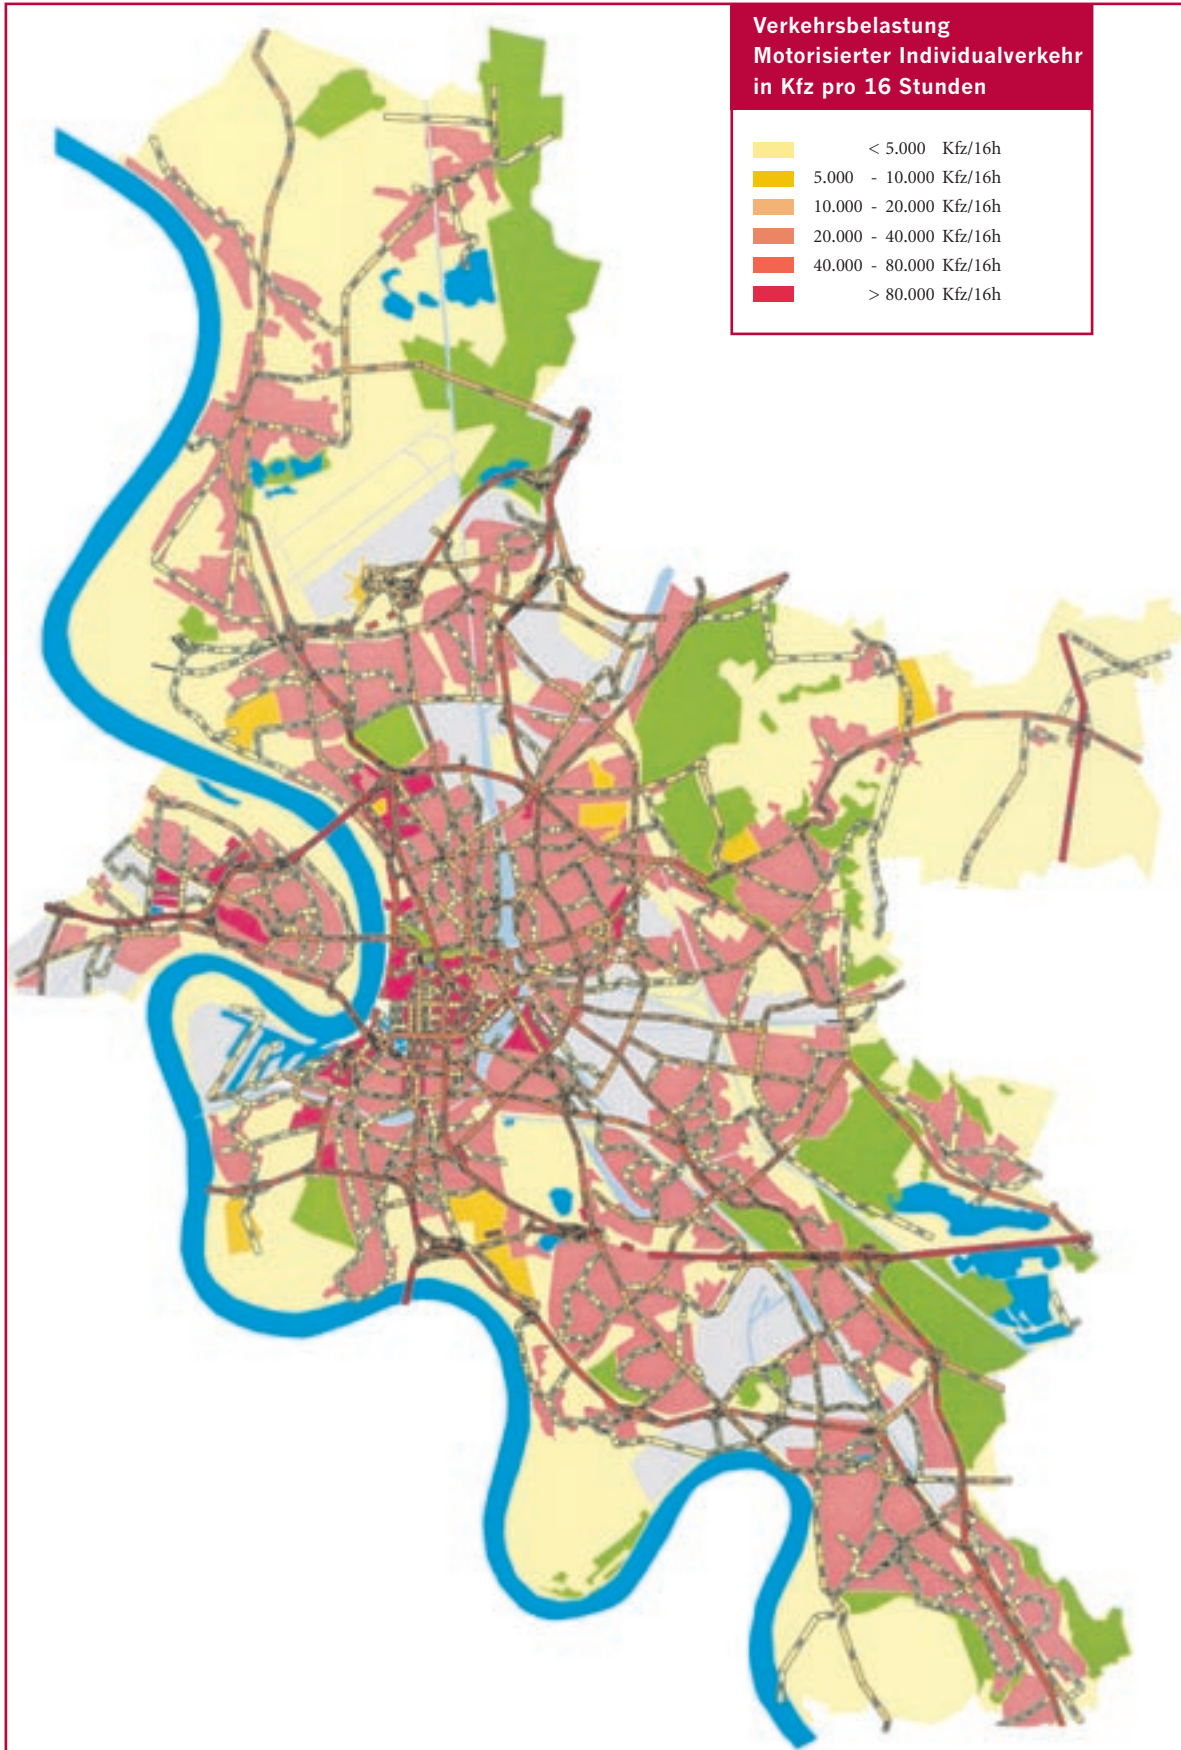 Verkehrsbelastung
Motorisierter Individualverkehr
in Kfz pro 16 Stunden
< 5.000 Kfz/16h
5.000 - 10.000 Kfz/16h
10.000 - 20.000 Kfz/16h
20.000 - 40.000 Kfz/16h
40.000 - 80.000 Kfz/16h
> 80.000 Kfz/16h